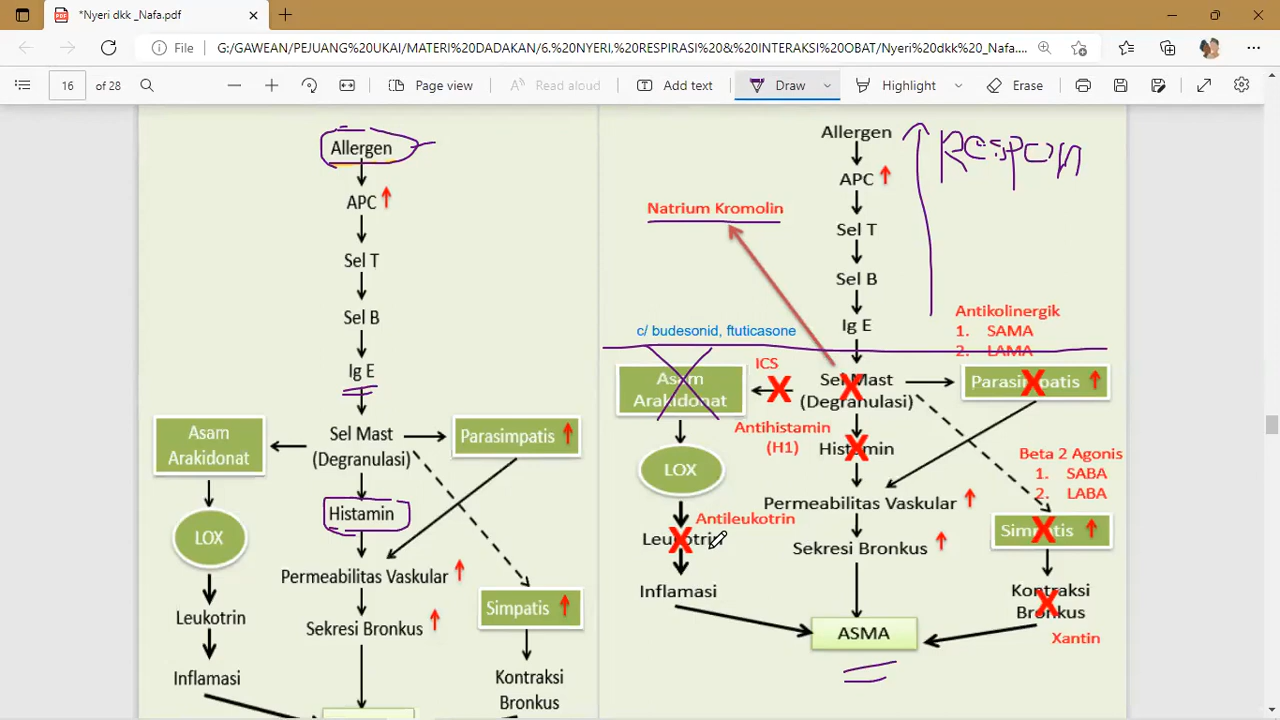 *Nyeri dkk _Nafa.pdf
File
G:/GAWEAN/PEJUANG%20UKAI/MATERI%20DADAKAN/6.%20NYERI,%20RESPIRASI%20&%20INTERAKSI%20OBAT/Nyeri%20dkk%20_Nafa....
16 of 28
Page view
Read aloud
Add text
Draw
Highlight
Erase
Allergen
APC
Sel T
Sel B
Ig E
Asam
Arakidonat
Sel Mast
(Degranulasi)
Parasimpatis
Histamin
LOX
Permeabilitas Vaskular
Simpatis
Leukotrin
Sekresi Bronkus
Inflamasi
Kontraksi
Bronkus
Allergen
RESPON
APC
Natrium Kromolin
Sel T
Sel B
Antikolinergik
1. SAMA
2. LAMA
c/ budesonid, ftuticasone
Ig E
ICS
Asam
Arakidonat
Sel Mast
(Degranulasi)
Parasimpatis
Antihistamin
(H1)
Histamin
Beta 2 Agonis
1. SABA
2. LABA
LOX
Permeabilitas Vaskular
Antileukotrin
Leukotrin
Simpatis
Sekresi Bronkus
Inflamasi
Kontraksi
Bronkus
ASMA
Xantin